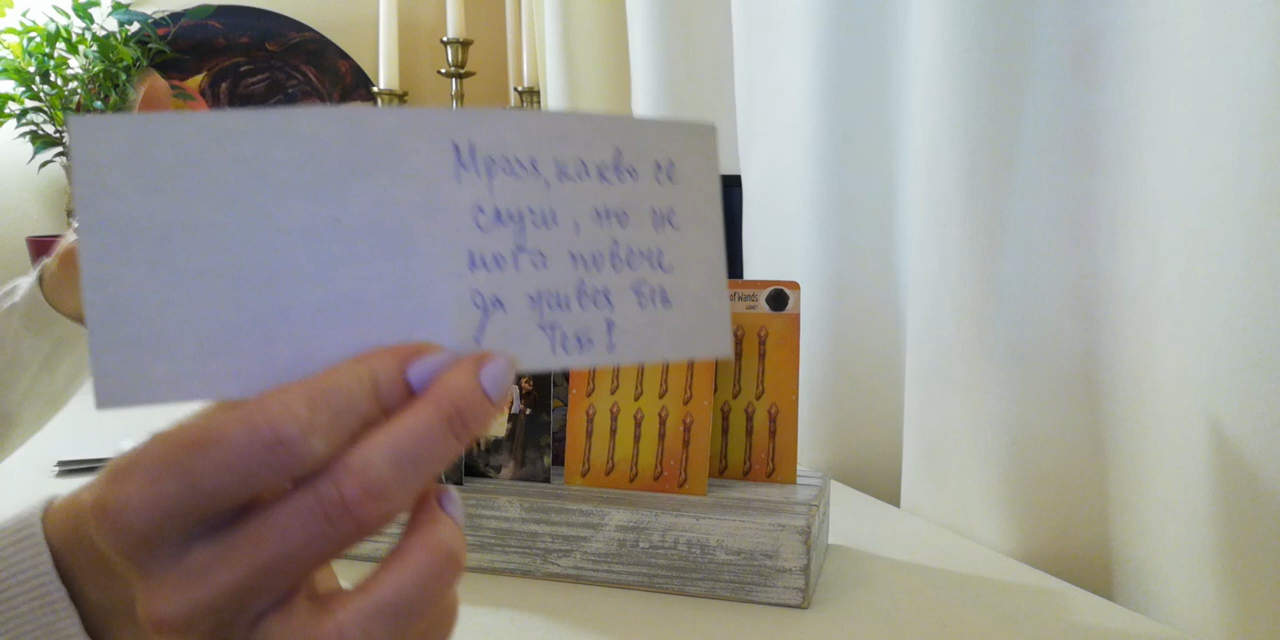 Мразя, какво се
случи, но не
мога повече
да живея без
Теб!
of Wands